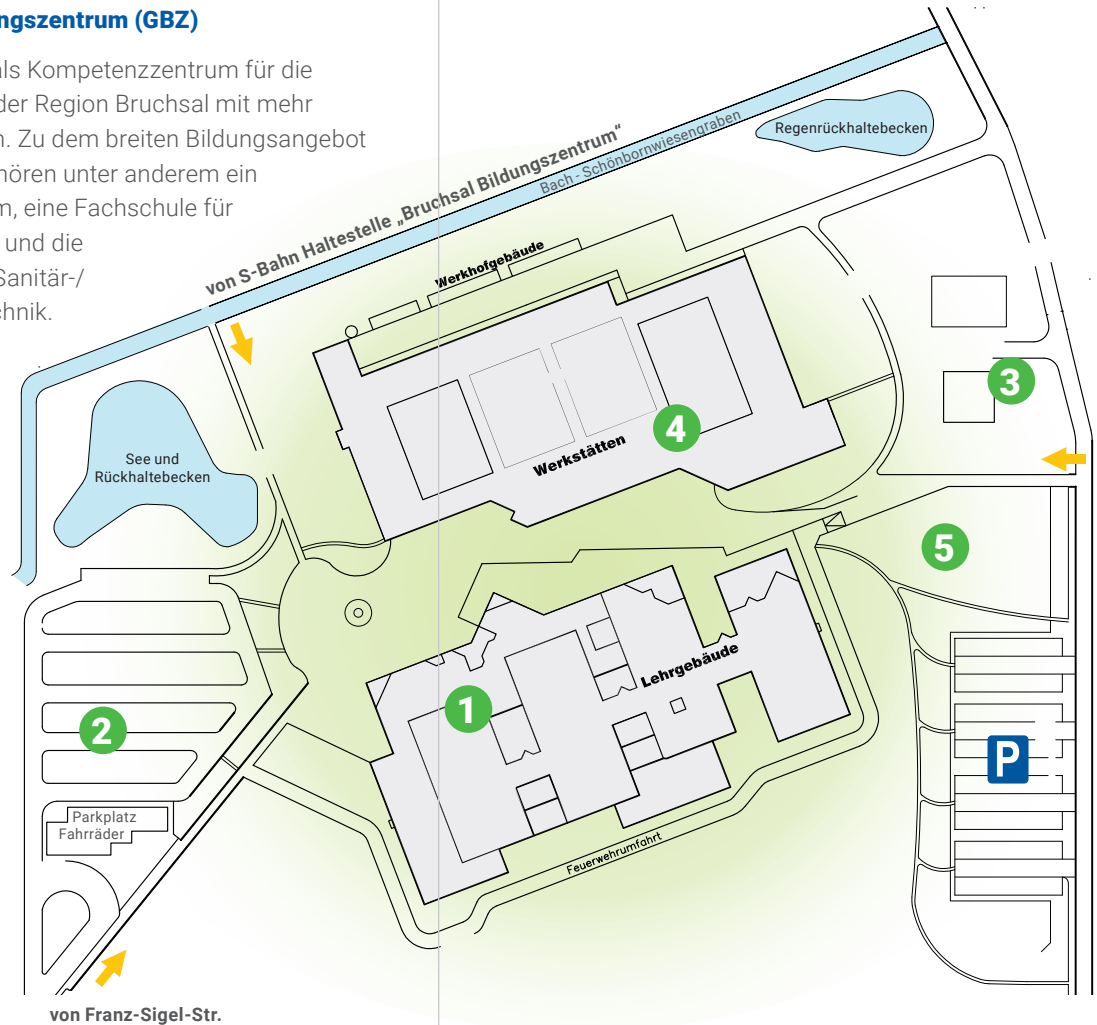 ngszentrum (GBZ)
als Kompetenzzentrum für die
der Region Bruchsal mit mehr
n. Zu dem breiten Bildungsangebot
hören unter anderem ein
m, eine Fachschule für
und die
Sanitär-/
chnik.
Regenrückhaltebecken
von S-Bahn Haltestelle „Bruchsal Bildungszentrum“
Bach - Schönbornwiesengraben
Werkhofgebäude
3
4
Werkstätten
See und
Rückhaltebecken
5
Lehrgebäude
1
2
P
Parkplatz
Fahrräder
Feuerwehrumfahrt
von Franz-Sigel-Str.